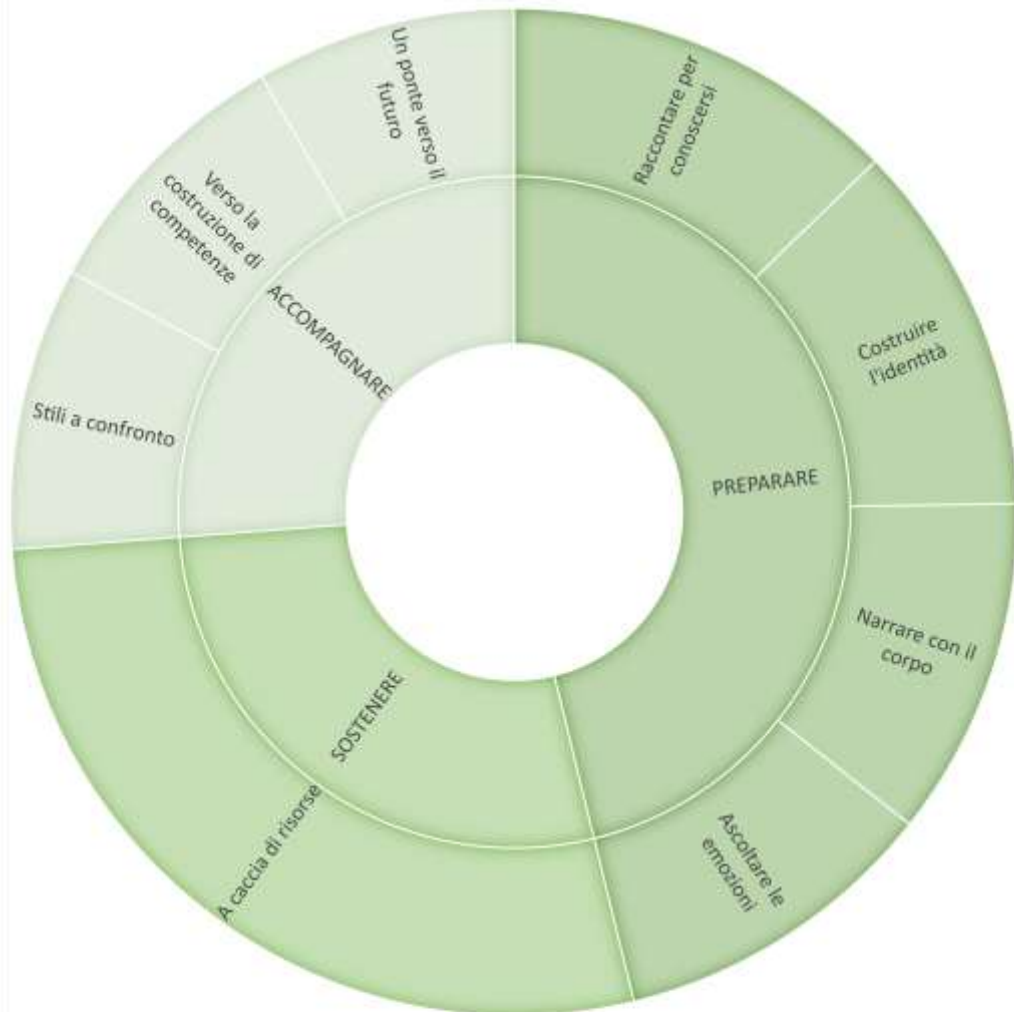 Raccontare per
conoscersi
Costruire
l'identità
Narrare con il
corpo
Ascoltare le
emozioni
PREPARARE
SOSTENERE
A caccia di risorse
ACCOMPAGNARE
Stili a confronto
Verso la
costruzione di
competenze
Un ponte verso il
futuro